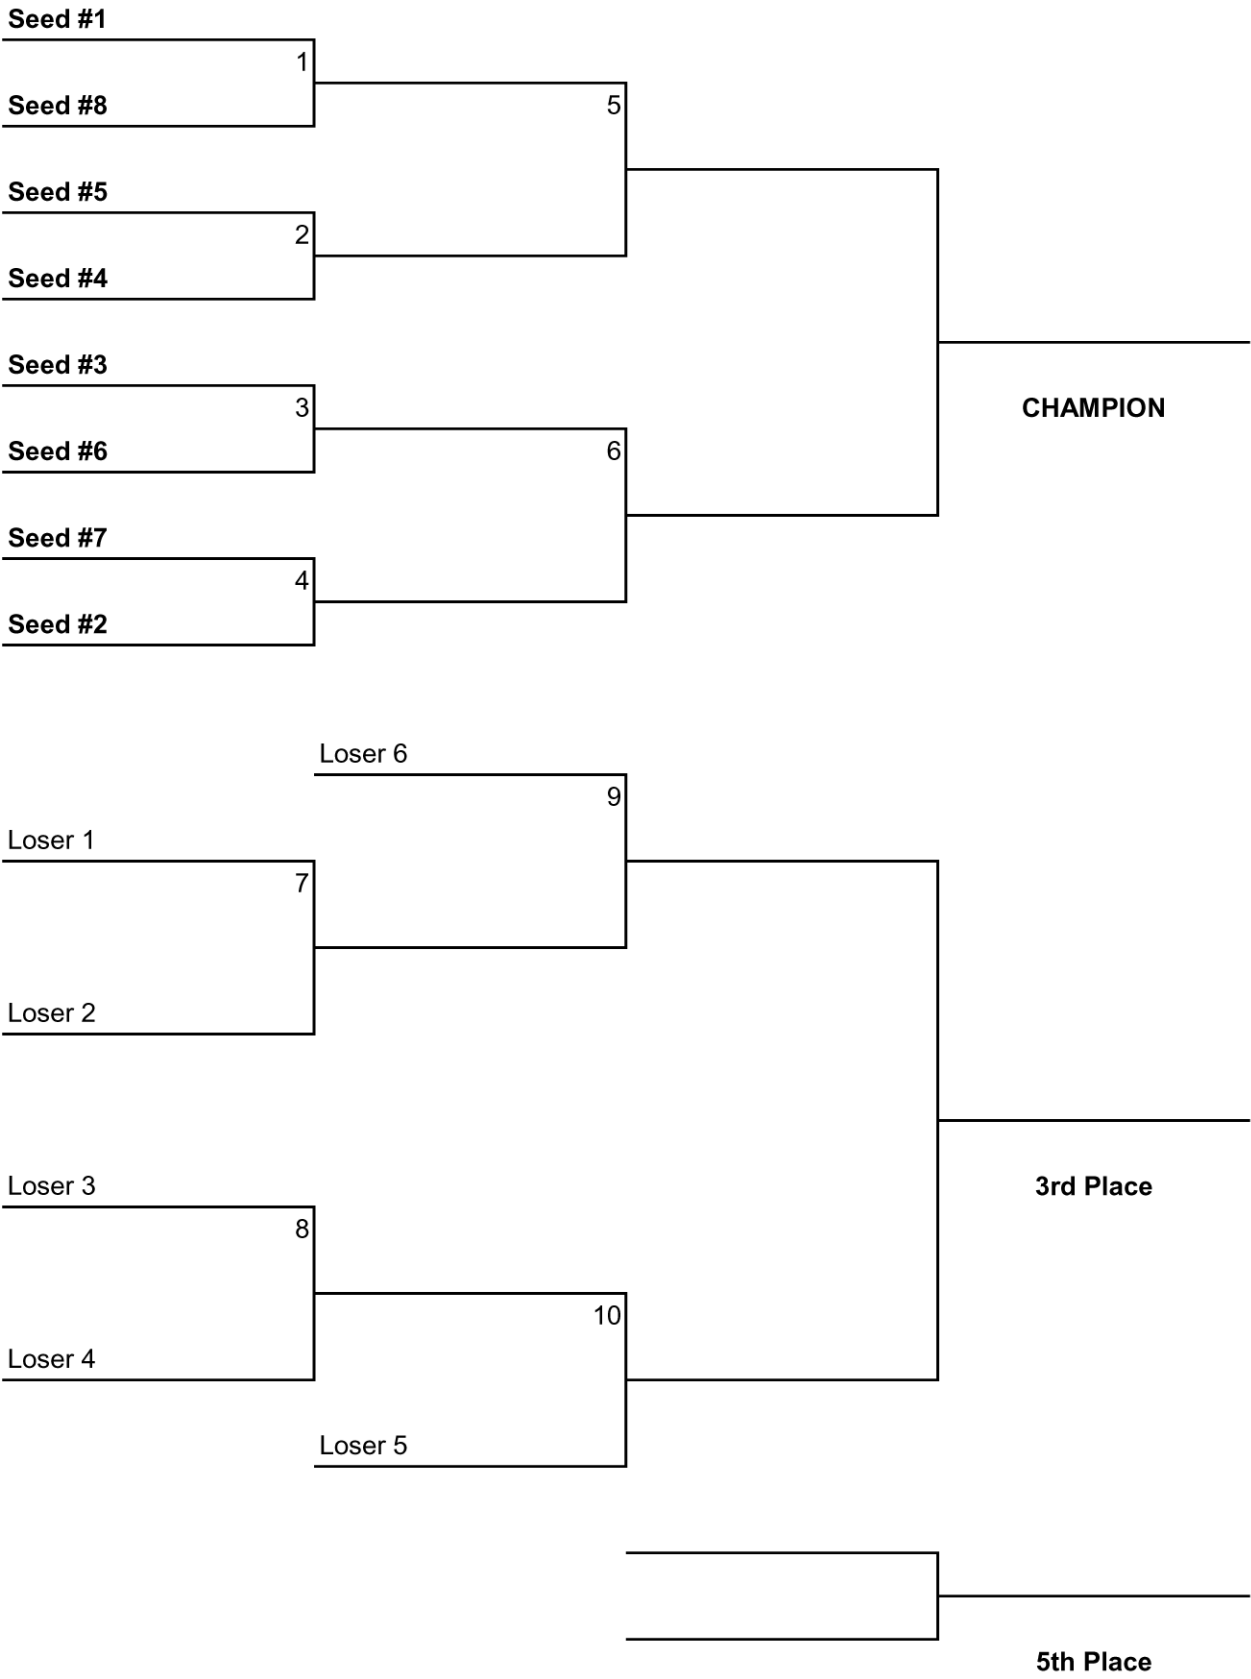 Seed #1
1
Seed #8
5
Seed #5
2
Seed #4
Seed #3
3
CHAMPION
Seed #6
6
Seed #7
4
Seed #2
Loser 6
9
Loser 1
7
Loser 2
Loser 3
3rd Place
8
10
Loser 4
Loser 5
5th Place